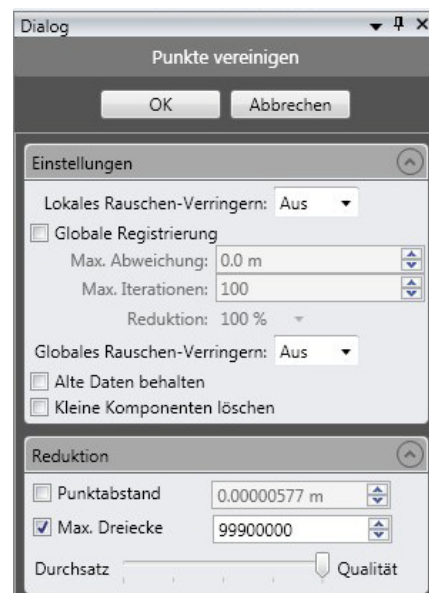 Dialog
Punkte vereinigen
OK Abbrechen
Einstellungen
Lokales Rauschen-Verringern: Aus
Globale Registrierung
Max. Abweichung: 0.0 m
Max. Iterationen: 100
Reduktion: 100 %
Globales Rauschen-Verringern: Aus
Alte Daten behalten
Kleine Komponenten löschen
Reduktion
Punktabstand 0.00000577 m
Max. Dreiecke 99900000
Durchsatz Qualität